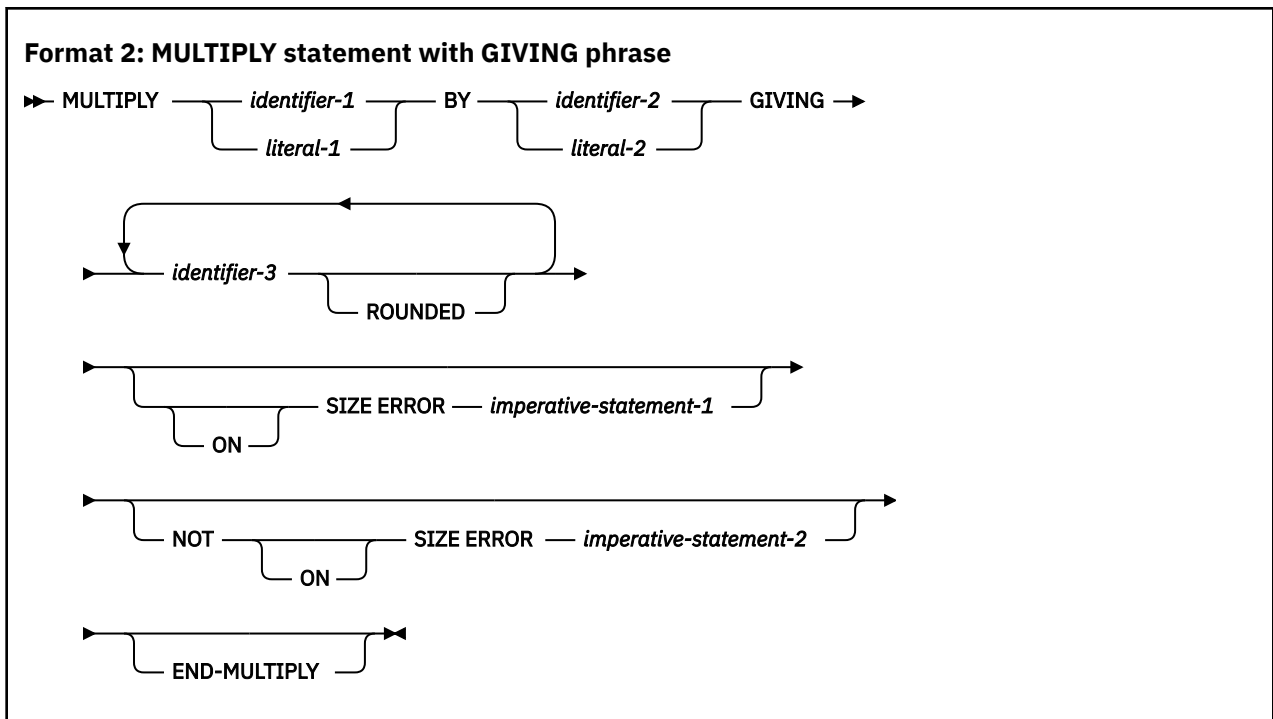 Format 2: MULTIPLY statement with GIVING phrase
MULTIPLY identifier-1 BY identifier-2 GIVING
literal-1 literal-2
identifier-3
ROUNDED
SIZE ERROR imperative-statement-1
ON
NOT SIZE ERROR imperative-statement-2
ON
END-MULTIPLY